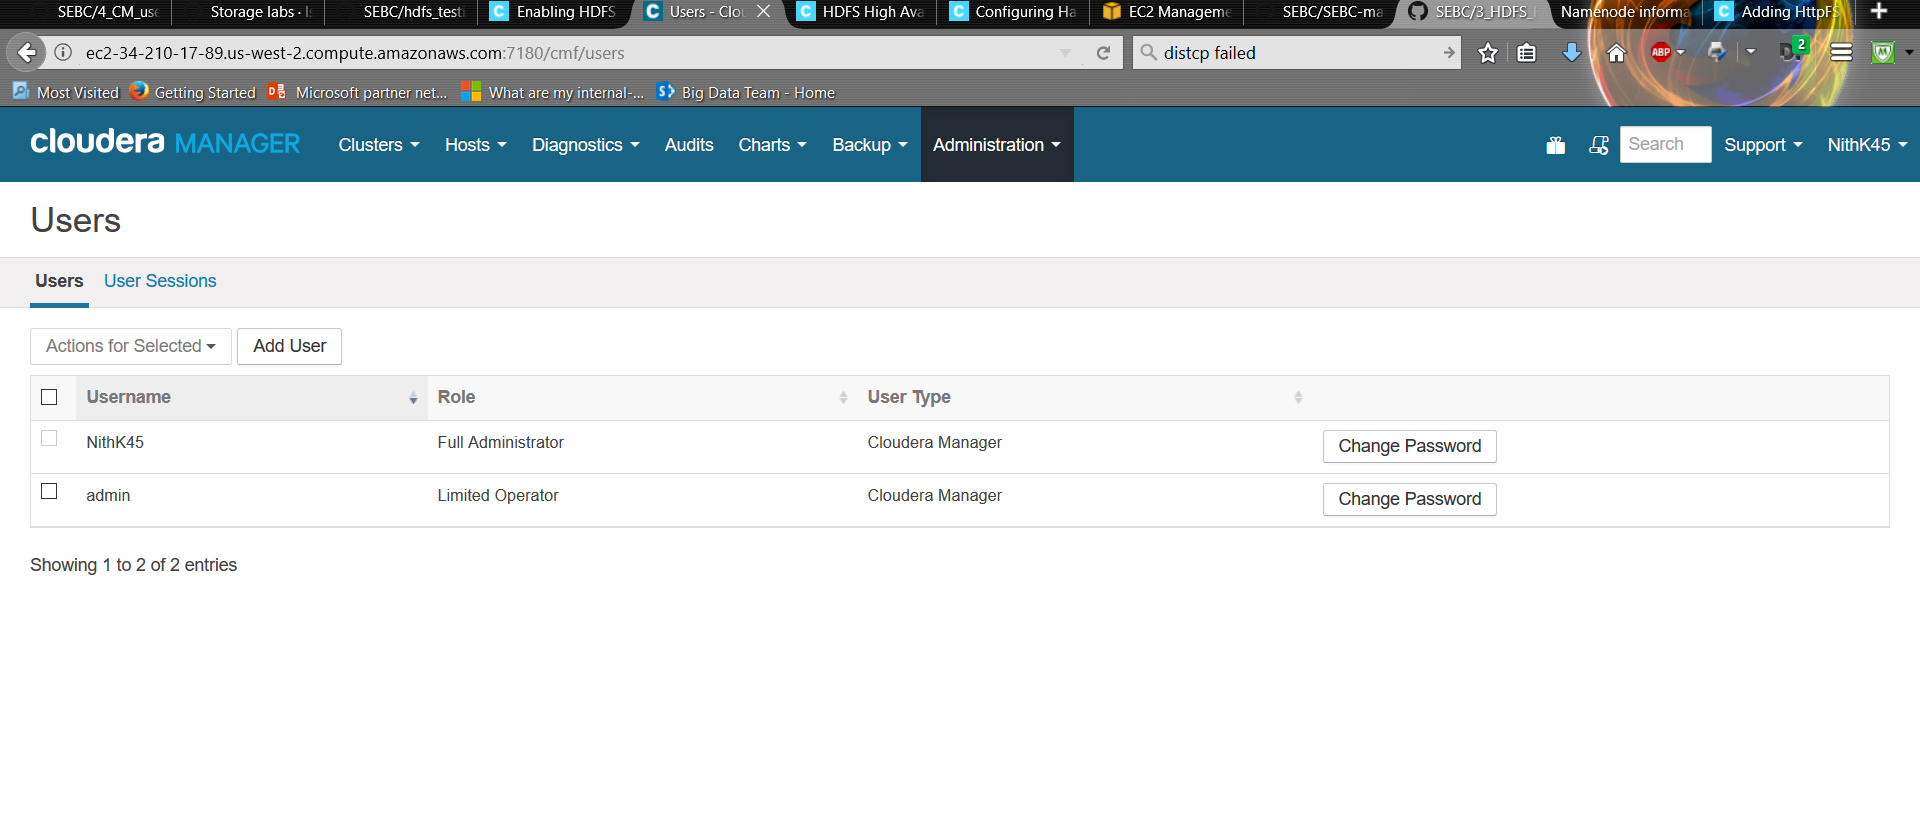 SEBC/4_CM_use
Storage labs · Is
SEBC/hdfs_testi
Enabling HDFS
Users - Clou
HDFS High Ava
Configuring Ha
EC2 Manageme
SEBC/SEBC-ma
SEBC/3_HDFS_
Namenode informa
Adding HttpFS
ec2-34-210-17-89.us-west-2.compute.amazonaws.com:7180/cmf/users
distcp failed
ABP
2
Most Visited Getting Started Microsoft partner net... What are my internal-... Big Data Team - Home
cloudera MANAGER Clusters Hosts Diagnostics Audits Charts Backup Administration Search Support NithK45
Users
Users User Sessions
Actions for Selected Add User
Username Role User Type
NithK45 Full Administrator Cloudera Manager Change Password
admin Limited Operator Cloudera Manager Change Password
Showing 1 to 2 of 2 entries